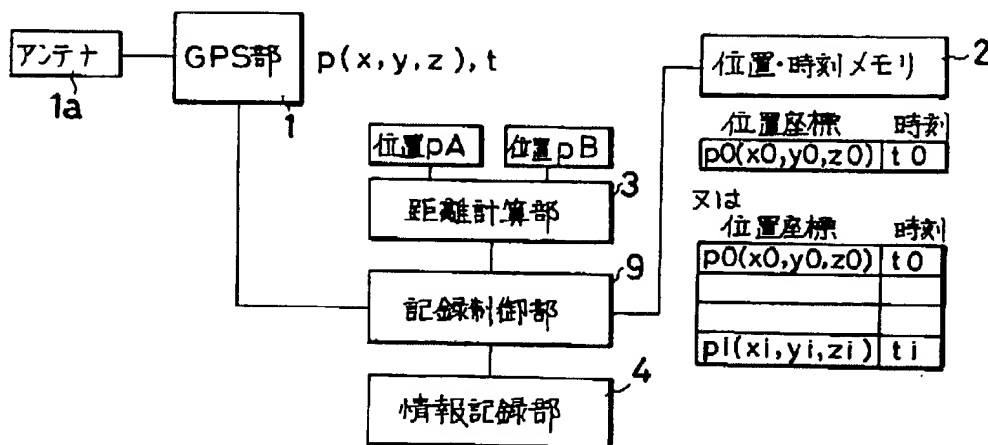 アンテナ
1a
GPS部
1
p(x,y,z),t
位置・時刻メモリ
2
位置座標 時刻
p0(x0,y0,z0) t0
又は
位置座標 時刻
p0(x0,y0,z0) t0
pi(xi,yi,zi) ti
位置pA
位置pB
距離計算部
3
記録制御部
9
情報記録部
4